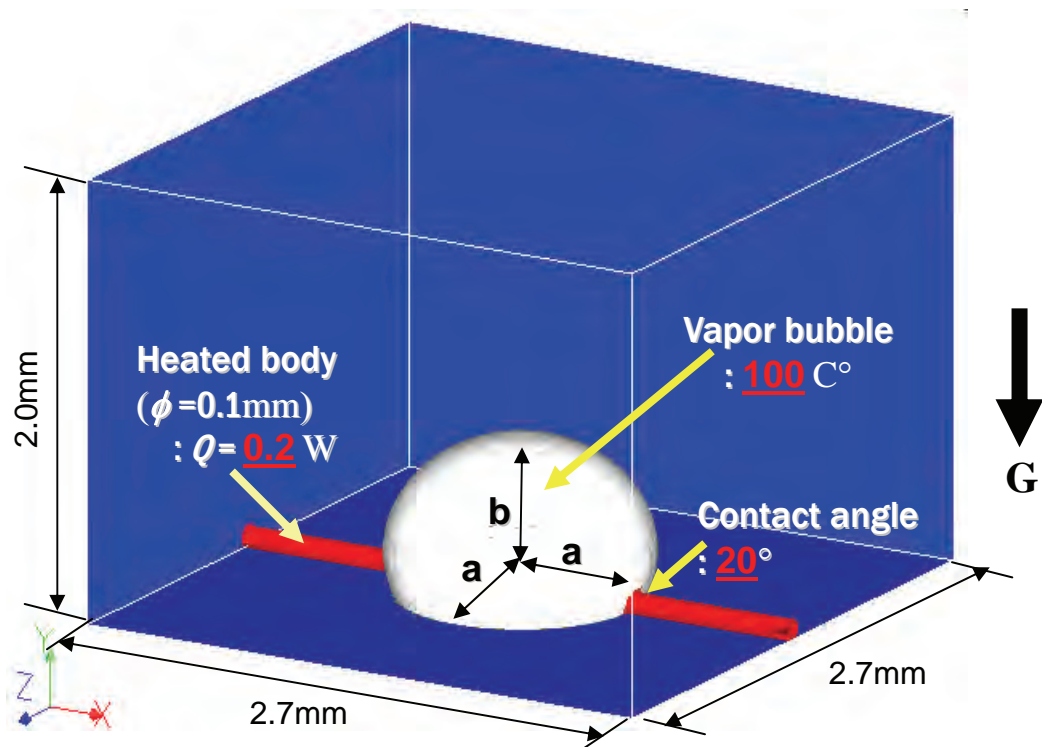 2.0mm
Heated body
(ϕ =0.1mm)
: Q= 0.2 W
Vapor bubble
: 100 C°
G
b
a
a
Contact angle
: 20°
Y
Z
X
2.7mm
2.7mm